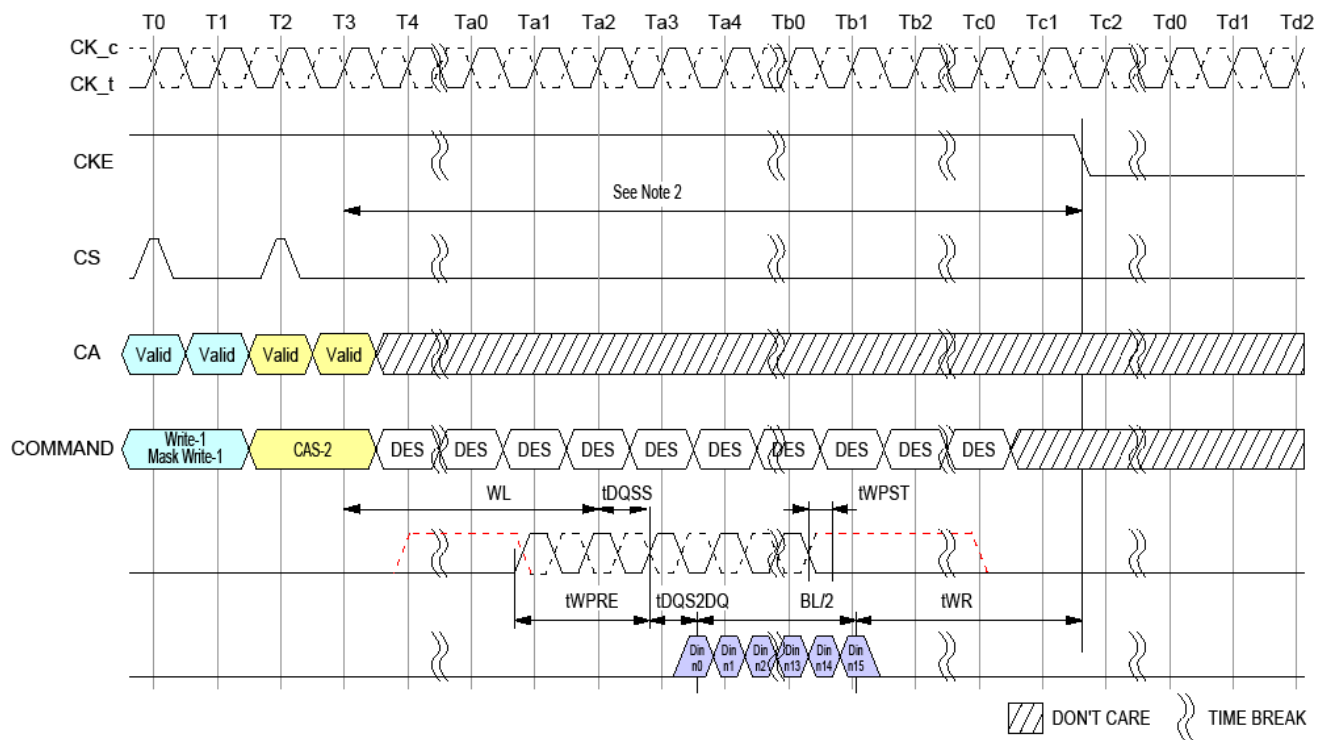 T0 T1 T2 T3 T4 Ta0 Ta1 Ta2 Ta3 Ta4 Tb0 Tb1 Tb2 Tc0 Tc1 Tc2 Td0 Td1 Td2
CK_c
CK_t
CKE
See Note 2
CS
CA Valid Valid Valid Valid
COMMAND Write-1 Mask Write-1 CAS-2 DES DES DES DES DES DES DES DES DES DES
WL tDQSS tWPST
tWPRE tDQS2DQ BL/2 tWR
Din n0 Din n1 Din n2 Din n13 Din n14 Din n15
DON'T CARE TIME BREAK